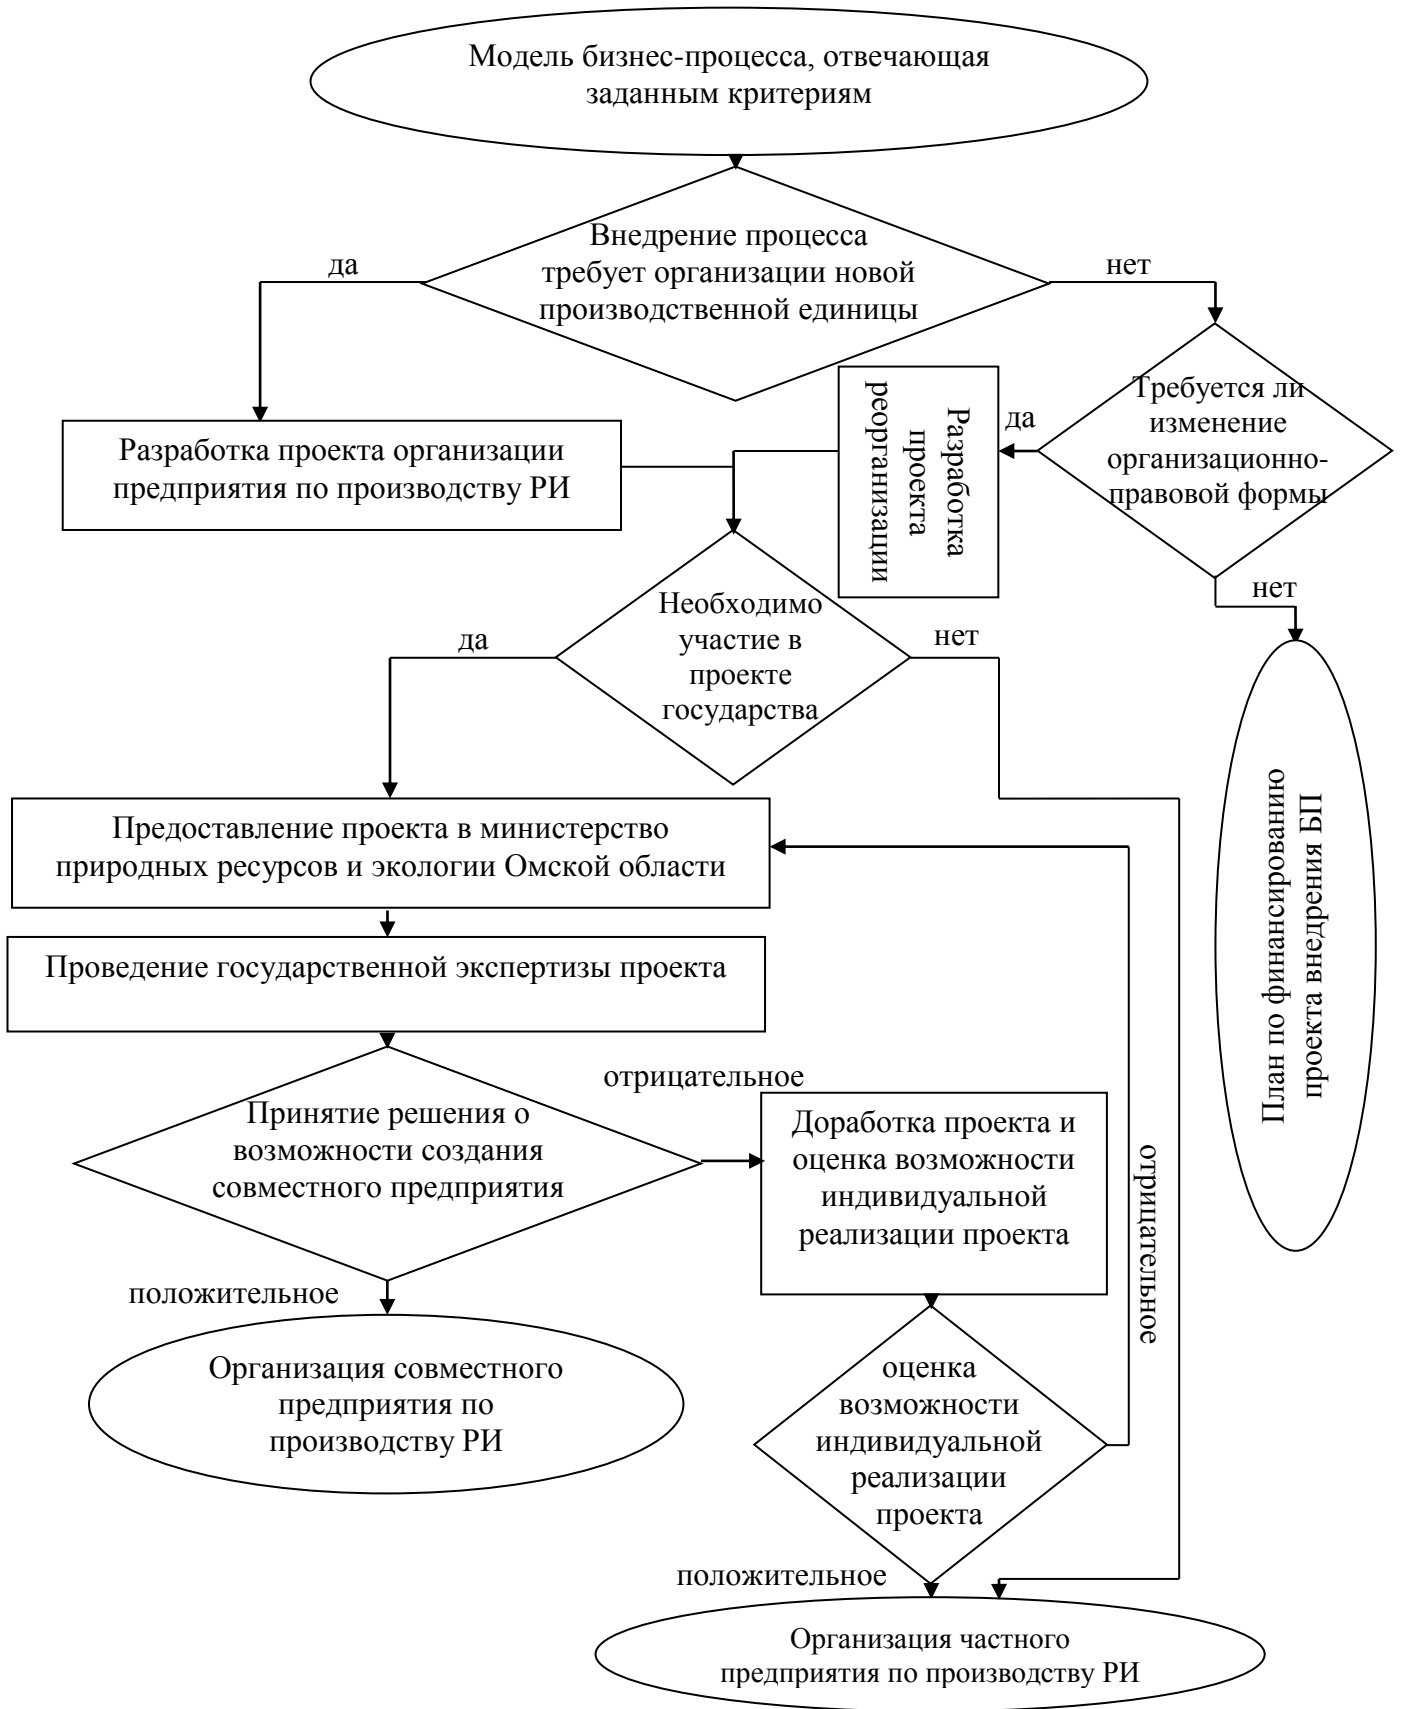 Модель бизнес-процесса, отвечающая
заданным критериям
Внедрение процесса
требует организации новой
производственной единицы
да
нет
Требуется ли
изменение
организационно-
правовой формы
да
Разработка
проекта
реорганизации
Разработка проекта организации
предприятия по производству РИ
нет
Необходимо
участие в
проекте
государства
да
нет
План по финансированию
проекта внедрения БП
Предоставление проекта в министерство
природных ресурсов и экологии Омской области
Проведение государственной экспертизы проекта
Принятие решения о
возможности создания
совместного предприятия
отрицательное
Доработка проекта и
оценка возможности
индивидуальной
реализации проекта
отрицательное
положительное
Организация совместного
предприятия по
производству РИ
оценка
возможности
индивидуальной
реализации
проекта
положительное
Организация частного
предприятия по производству РИ